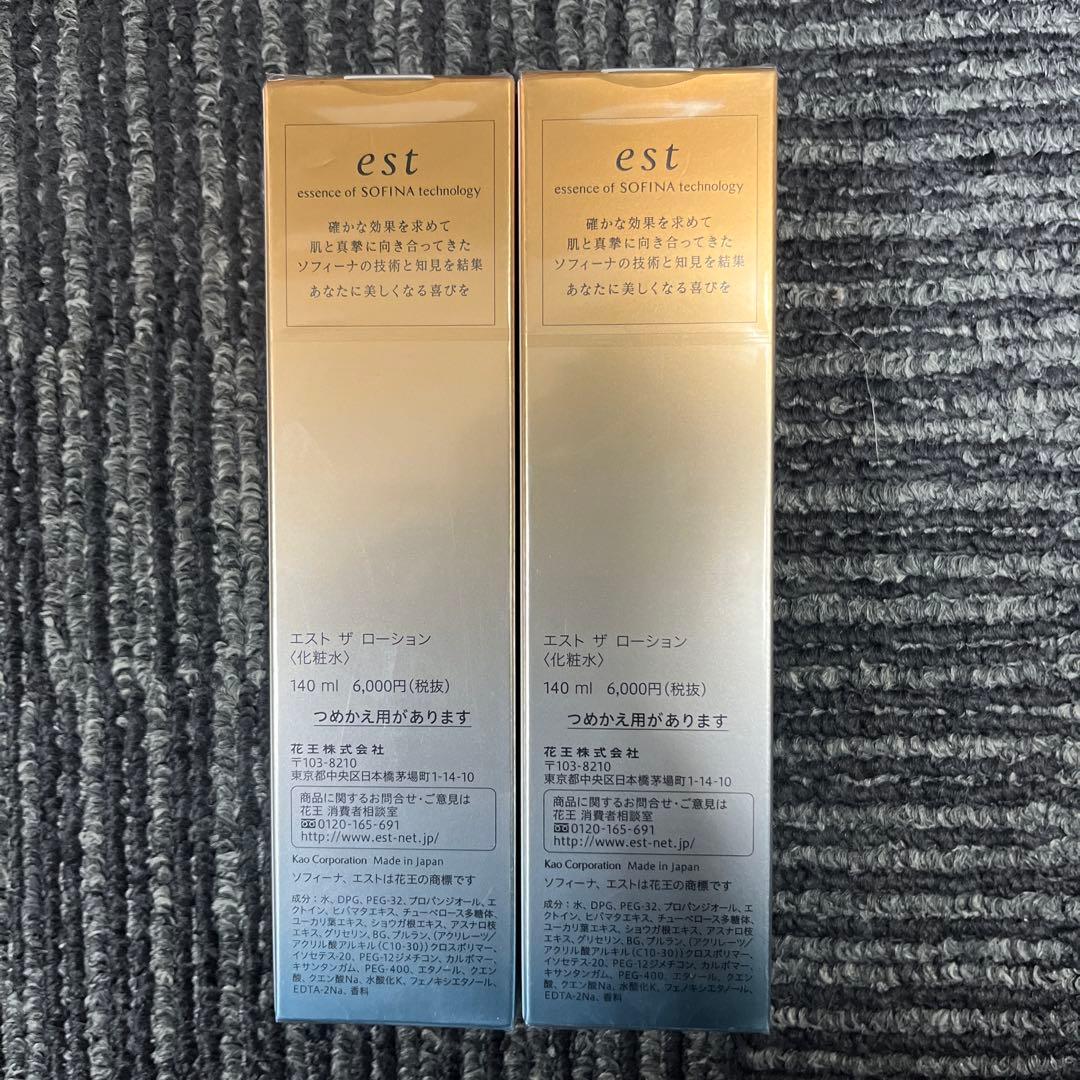 est
essence of SOFINA technology
確かな効果を求めて
肌と真摯に向き合ってきた
ソフィーナの技術と知見を結集
あなたに美しくなる喜びを
エスト ザ ローション
〈化粧水〉
140 ml 6,000円(税抜)
つめかえ用があります
花王株式会社
〒103-8210
東京都中央区日本橋茅場町1-14-10
商品に関するお問合せ・ご意見は
花王 消費者相談室
0120-165-691
http://www.est-net.jp/
Kao Corporation Made in Japan
ソフィーナ、エストは花王の商標です
成分:水、DPG、PEG-32、プロパンジオール、エ
クトイン、ヒバマタエキス、チューベロース多糖体、
ユーカリ葉エキス、ショウガ根エキス、アスナロ枝
エキス、グリセリン、BG、プルラン、(アクリレーツ/
アクリル酸アルキル(C10-30))クロスポリマー、
イソセテス-20、PEG-12ジメチコン、カルボマー、
キサンタンガム、PEG-400、エタノール、クエン
酸、クエン酸Na、水酸化K、フェノキシエタノール、
EDTA-2Na、香料
est
essence of SOFINA technology
確かな効果を求めて
肌と真摯に向き合ってきた
ソフィーナの技術と知見を結集
あなたに美しくなる喜びを
エスト ザ ローション
〈化粧水〉
140 ml 6,000円(税抜)
つめかえ用があります
花王株式会社
〒103-8210
東京都中央区日本橋茅場町1-14-10
商品に関するお問合せ・ご意見は
花王 消費者相談室
0120-165-691
http://www.est-net.jp/
Kao Corporation Made in Japan
ソフィーナ、エストは花王の商標です
成分:水、DPG、PEG-32、プロパンジオール、エ
クトイン、ヒバマタエキス、チューベロース多糖体、
ユーカリ葉エキス、ショウガ根エキス、アスナロ枝
エキス、グリセリン、BG、プルラン、(アクリレーツ/
アクリル酸アルキル(C10-30))クロスポリマー、
イソセテス-20、PEG-12ジメチコン、カルボマー、
キサンタンガム、PEG-400、エタノール、クエン
酸、クエン酸Na、水酸化K、フェノキシエタノール、
EDTA-2Na、香料